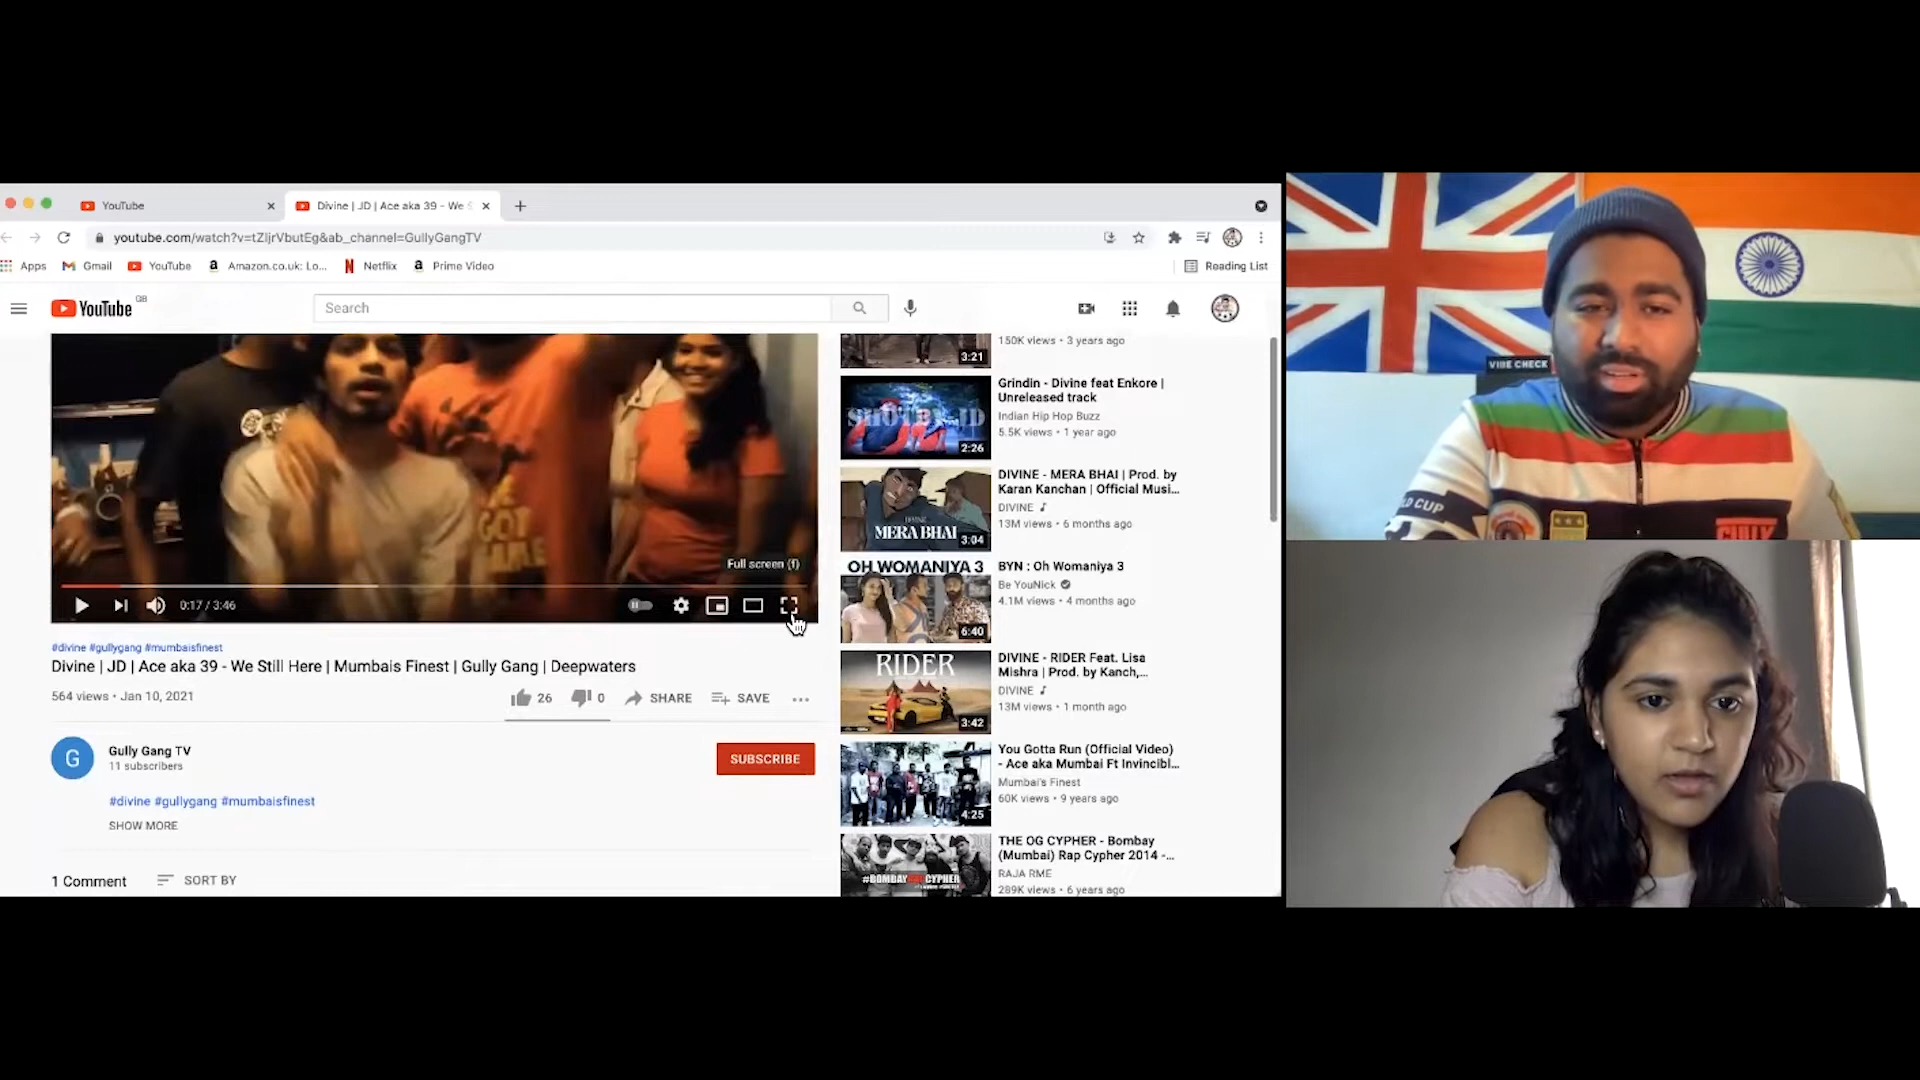 YouTube
Divine | JD | Ace aka 39 - We S
youtube.com/watch?v=tZljrVbutEg&ab_channel=GullyGangTV
Apps
Gmail
YouTube
Amazon.co.uk: Lo...
Netflix
Prime Video
Reading List
YouTube GB
Search
Full screen (f)
0:17 / 3:46
#divine #gullygang #mumbaisfinest
Divine | JD | Ace aka 39 - We Still Here | Mumbais Finest | Gully Gang | Deepwaters
564 views • Jan 10, 2021
26
0
SHARE
SAVE
G
Gully Gang TV
11 subscribers
SUBSCRIBE
#divine #gullygang #mumbaisfinest
SHOW MORE
1 Comment
SORT BY
3:21
150K views • 3 years ago
2:26
Grindin - Divine feat Enkore |
Unreleased track
Indian Hip Hop Buzz
5.5K views • 1 year ago
MERA BHAI
3:04
DIVINE - MERA BHAI | Prod. by
Karan Kanchan | Official Musi...
DIVINE
13M views • 6 months ago
OH WOMANIYA 3
6:40
BYN : Oh Womaniya 3
Be YouNick
4.1M views • 4 months ago
RIDER
3:42
DIVINE - RIDER Feat. Lisa
Mishra | Prod. by Kanch,...
DIVINE
13M views • 1 month ago
4:25
You Gotta Run (Official Video)
- Ace aka Mumbai Ft Invincibl...
Mumbai's Finest
60K views • 9 years ago
THE OG CYPHER - Bombay
(Mumbai) Rap Cypher 2014 -...
RAJA RME
289K views • 6 years ago
VIBE CHECK
LD CUP